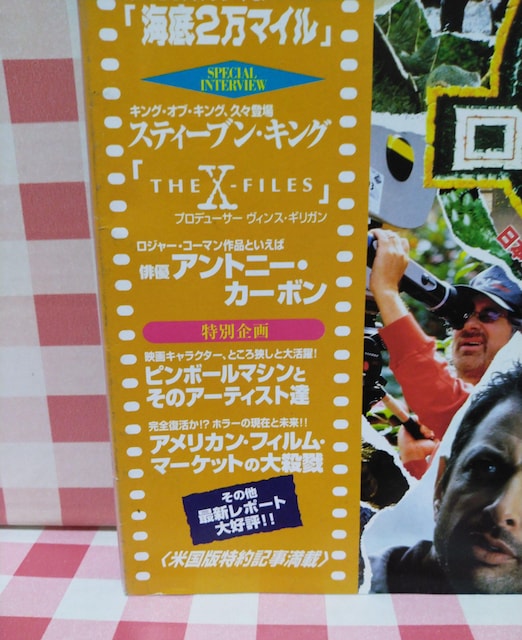 「海底2万マイル」
SPECIAL
INTERVIEW
キング・オブ・キング、久々登場
スティーブン・キング
「THE X-FILES」
プロデューサー ヴィンス・ギリガン
ロジャー・コーマン作品といえば
俳優アントニー・
カーボン
特別企画
映画キャラクター、ところ狭しと大活躍!
ピンボールマシンと
そのアーティスト達
完全復活か!? ホラーの現在と未来!!
アメリカン・フィルム・
マーケットの大殺戮
その他
最新レポート
大好評!!
〈米国版特約記事満載〉
日本